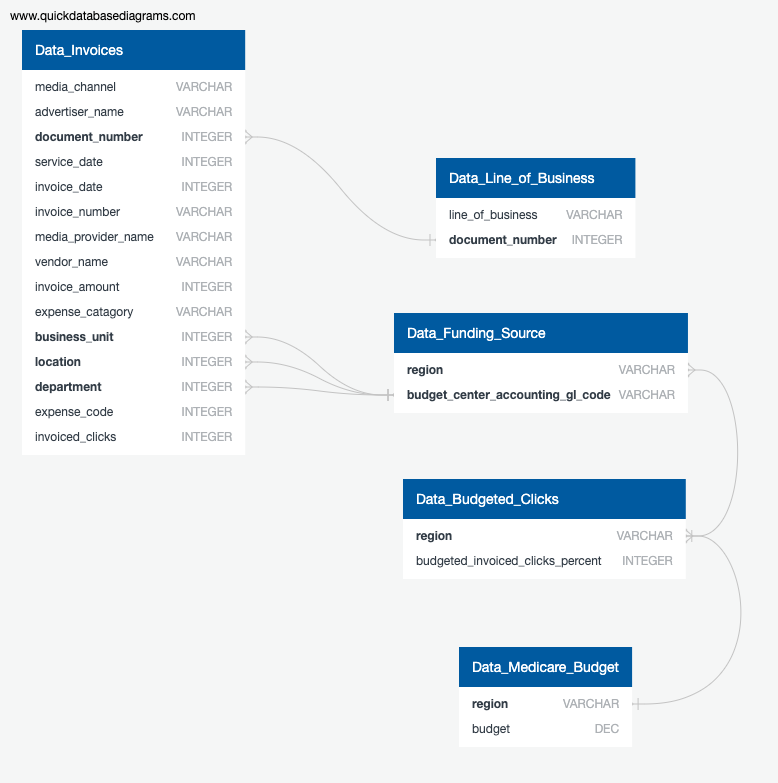 www.quickdatabasediagrams.com
Data_Invoices
media_channel VARCHAR
advertiser_name VARCHAR
document_number INTEGER
service_date INTEGER
invoice_date INTEGER
invoice_number VARCHAR
media_provider_name VARCHAR
vendor_name VARCHAR
invoice_amount INTEGER
expense_catagory VARCHAR
business_unit INTEGER
location INTEGER
department INTEGER
expense_code INTEGER
invoiced_clicks INTEGER
Data_Line_of_Business
line_of_business VARCHAR
document_number INTEGER
Data_Funding_Source
region VARCHAR
budget_center_accounting_gl_code VARCHAR
Data_Budgeted_Clicks
region VARCHAR
budgeted_invoiced_clicks_percent INTEGER
Data_Medicare_Budget
region VARCHAR
budget DEC